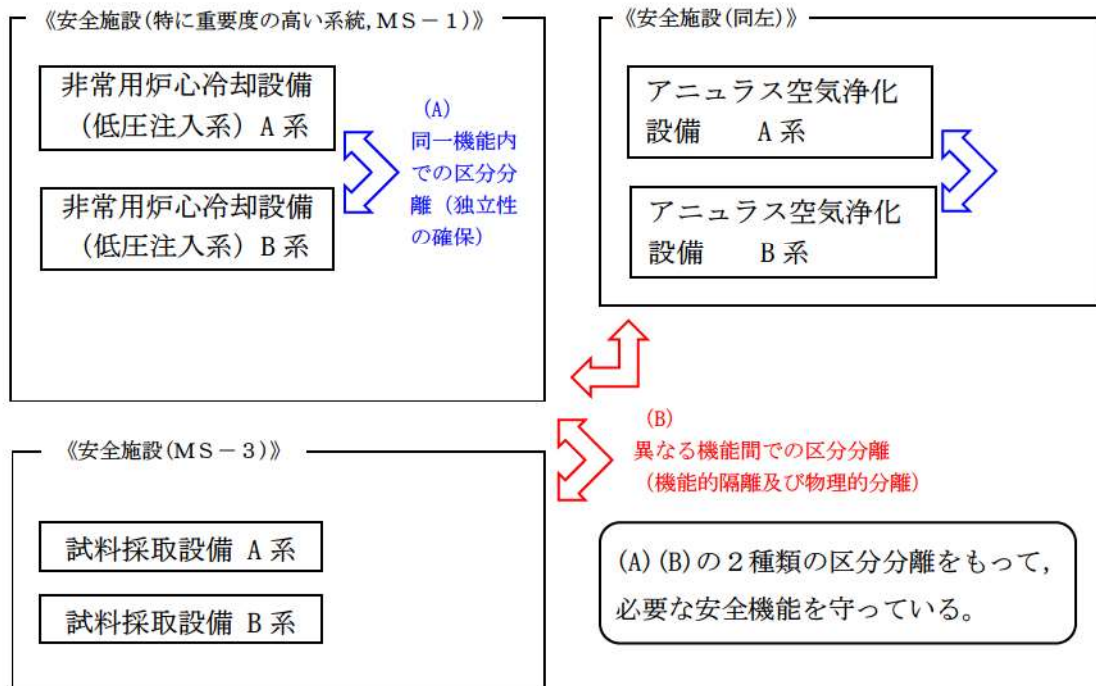 《安全施設(特に重要度の高い系統,MS-1)》
非常用炉心冷却設備
(低圧注入系) A 系
非常用炉心冷却設備
(低圧注入系) B 系
(A)
同一機能内
での区分分
離(独立性
の確保)
《安全施設(同左)》
アニュラス空気浄化
設備 A 系
アニュラス空気浄化
設備 B 系
(B)
異なる機能間での区分分離
(機能的隔離及び物理的分離)
《安全施設(MS-3)》
試料採取設備 A 系
試料採取設備 B 系
(A)(B)の2種類の区分分離をもって,
必要な安全機能を守っている。